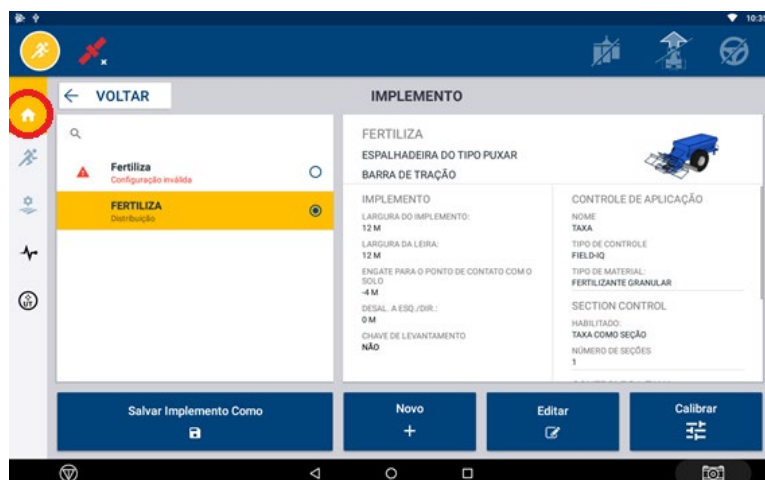 10:35
VOLTAR
IMPLEMENTO
Fertiliza
Configuração inválida
FERTILIZA
Distribuição
FERTILIZA
ESPALHADEIRA DO TIPO PUXAR
BARRA DE TRAÇÃO
IMPLEMENTO
LARGURA DO IMPLEMENTO:
12 M
LARGURA DA LEIRA:
12 M
ENGATE PARA O PONTO DE CONTATO COM O
SOLO
-4 M
DESAL. A ESQ./DIR.:
0 M
CHAVE DE LEVANTAMENTO
NÃO
CONTROLE DE APLICAÇÃO
NOME
TAXA
TIPO DE CONTROLE
FIELD-IQ
TIPO DE MATERIAL:
FERTILIZANTE GRANULAR
SECTION CONTROL
HABILITADO:
TAXA COMO SEÇÃO
NÚMERO DE SEÇÕES
1
UT
Salvar Implemento Como
Novo
Editar
Calibrar